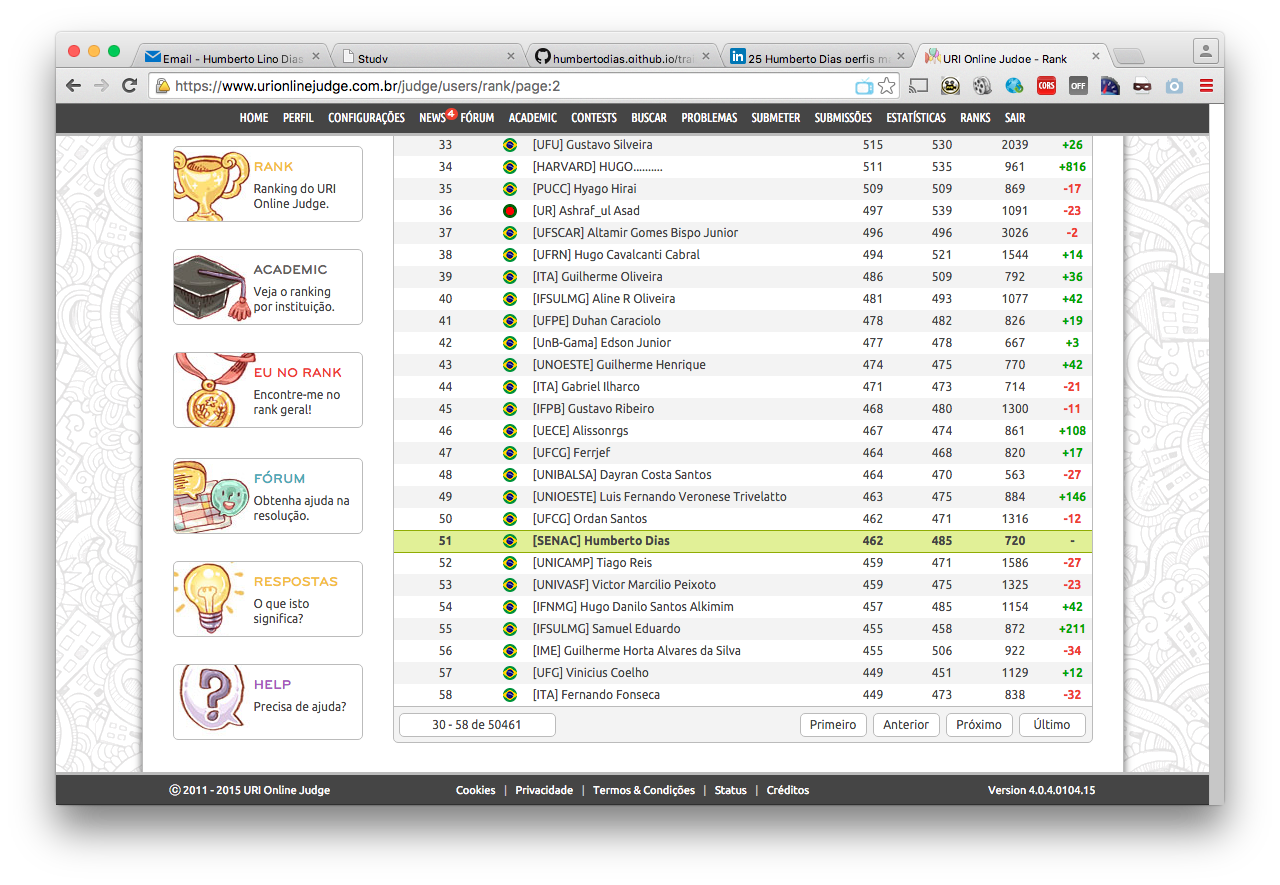 Email - Humberto Lino Dias
Study
humbertodias.github.io/trai
25 Humberto Dias perfis ma
URI Online Judge - Rank
https://www.urionlinejudge.com.br/judge/users/rank/page:2
CORS
OFF
HOME PERFIL CONFIGURAÇÕES NEWS 4 FÓRUM ACADEMIC CONTESTS BUSCAR PROBLEMAS SUBMETER SUBMISSÕES ESTATÍSTICAS RANKS SAIR
RANK
Ranking do URI
Online Judge.
ACADEMIC
Veja o ranking
por instituição.
EU NO RANK
Encontre-me no
rank geral!
FÓRUM
Obtenha ajuda na
resolução.
RESPOSTAS
O que isto
significa?
HELP
Precisa de ajuda?
33 [UFU] Gustavo Silveira 515 530 2039 +26
34 [HARVARD] HUGO.......... 511 535 961 +816
35 [PUCC] Hyago Hirai 509 509 869 -17
36 [UR] Ashraf_ul Asad 497 539 1091 -23
37 [UFSCAR] Altamir Gomes Bispo Junior 496 496 3026 -2
38 [UFRN] Hugo Cavalcanti Cabral 494 521 1544 +14
39 [ITA] Guilherme Oliveira 486 509 792 +36
40 [IFSULMG] Aline R Oliveira 481 493 1077 +42
41 [UFPE] Duhan Caraciolo 478 482 826 +19
42 [UnB-Gama] Edson Junior 477 478 667 +3
43 [UNOESTE] Guilherme Henrique 474 475 770 +42
44 [ITA] Gabriel Ilharco 471 473 714 -21
45 [IFPB] Gustavo Ribeiro 468 480 1300 -11
46 [UECE] Alissonrgs 467 474 861 +108
47 [UFCG] Ferrjef 464 468 820 +17
48 [UNIBALSA] Dayran Costa Santos 464 470 563 -27
49 [UNIOESTE] Luis Fernando Veronese Trivelatto 463 475 884 +146
50 [UFCG] Ordan Santos 462 471 1316 -12
51 [SENAC] Humberto Dias 462 485 720 -
52 [UNICAMP] Tiago Reis 459 471 1586 -27
53 [UNIVASF] Victor Marcilio Peixoto 459 475 1325 -23
54 [IFNMG] Hugo Danilo Santos Alkimim 457 485 1154 +42
55 [IFSULMG] Samuel Eduardo 455 458 872 +211
56 [IME] Guilherme Horta Alvares da Silva 455 506 922 -34
57 [UFG] Vinicius Coelho 449 451 1129 +12
58 [ITA] Fernando Fonseca 449 473 838 -32
30 - 58 de 50461 Primeiro Anterior Próximo Último
© 2011 - 2015 URI Online Judge Cookies | Privacidade | Termos & Condições | Status | Créditos Version 4.0.4.0104.15